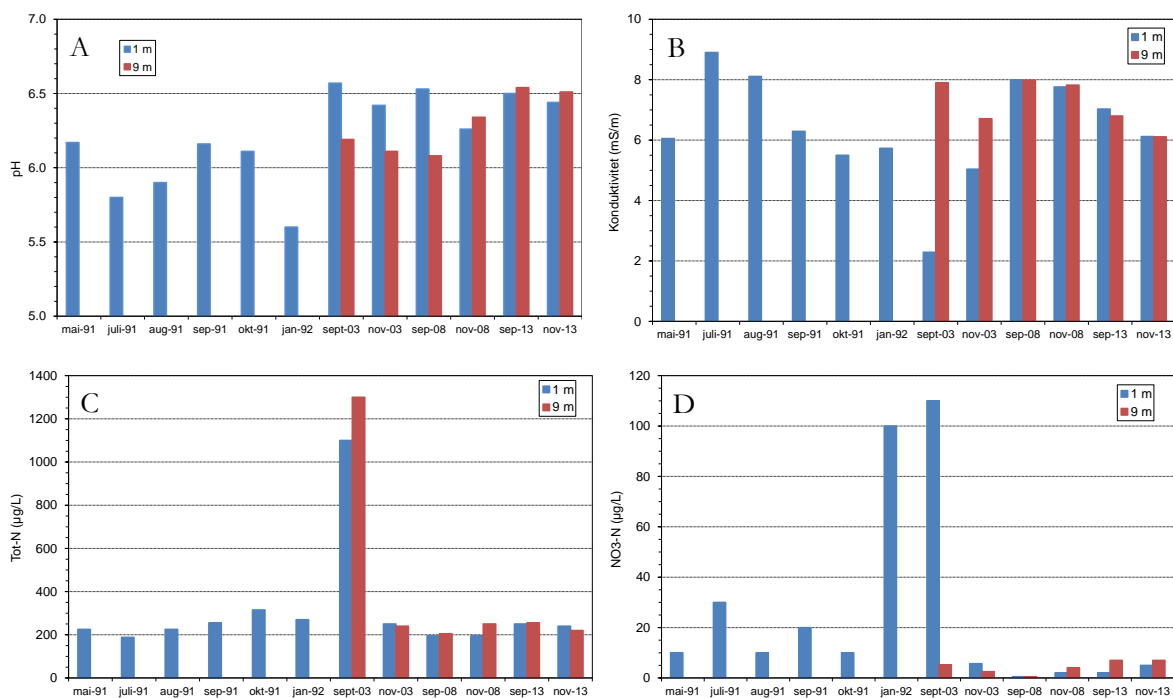 A
1 m
9 m
pH
7.0
6.5
6.0
5.5
5.0
mai-91 juli-91 aug-91 sep-91 okt-91 jan-92 sept-03 nov-03 sep-08 nov-08 sep-13 nov-13
B
1 m
9 m
Konduktivitet (mS/m)
10
8
6
4
2
0
mai-91 juli-91 aug-91 sep-91 okt-91 jan-92 sept-03 nov-03 sep-08 nov-08 sep-13 nov-13
C
1 m
9 m
Tot-N (µg/L)
1400
1200
1000
800
600
400
200
0
mai-91 juli-91 aug-91 sep-91 okt-91 jan-92 sept-03 nov-03 sep-08 nov-08 sep-13 nov-13
D
1 m
9 m
NO3-N (µg/L)
120
100
80
60
40
20
0
mai-91 juli-91 aug-91 sep-91 okt-91 jan-92 sept-03 nov-03 sep-08 nov-08 sep-13 nov-13